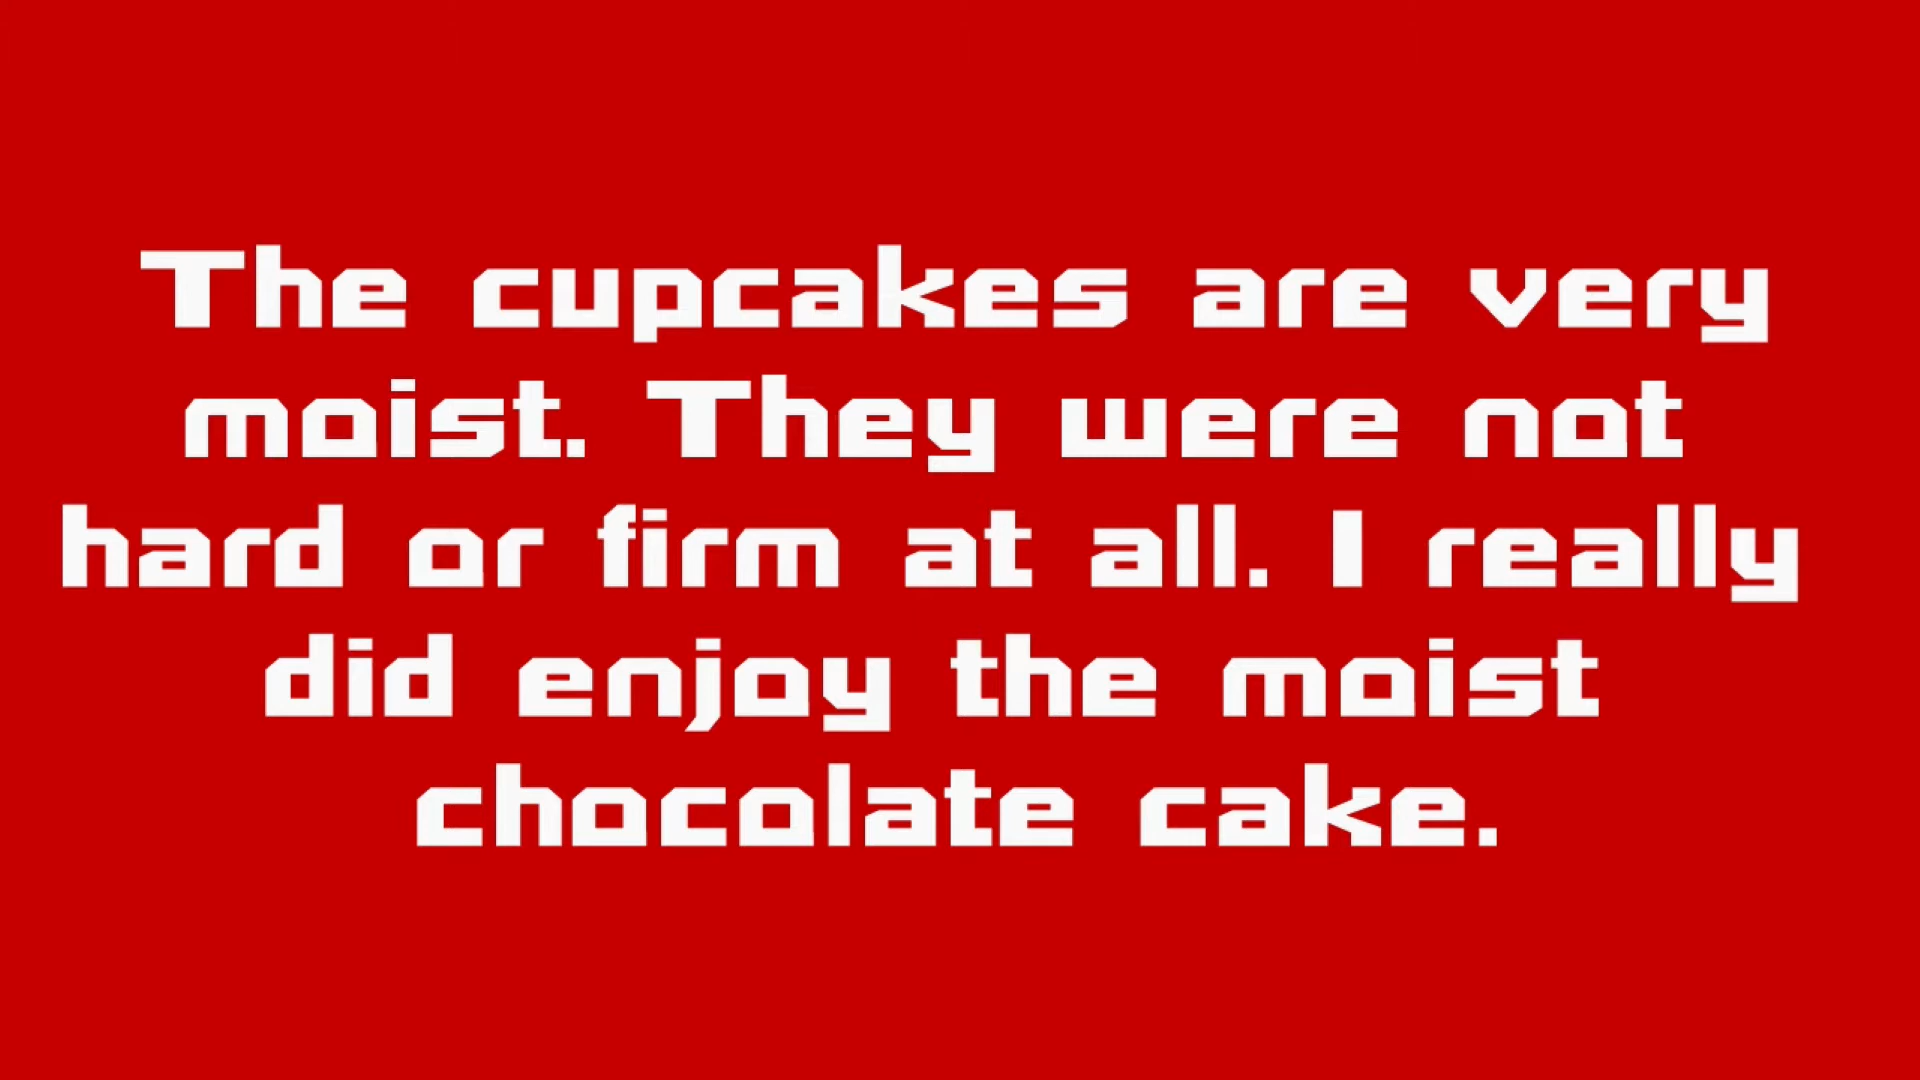 The cupcakes are very
moist. They were not
hard or firm at all. I really
did enjoy the moist
chocolate cake.